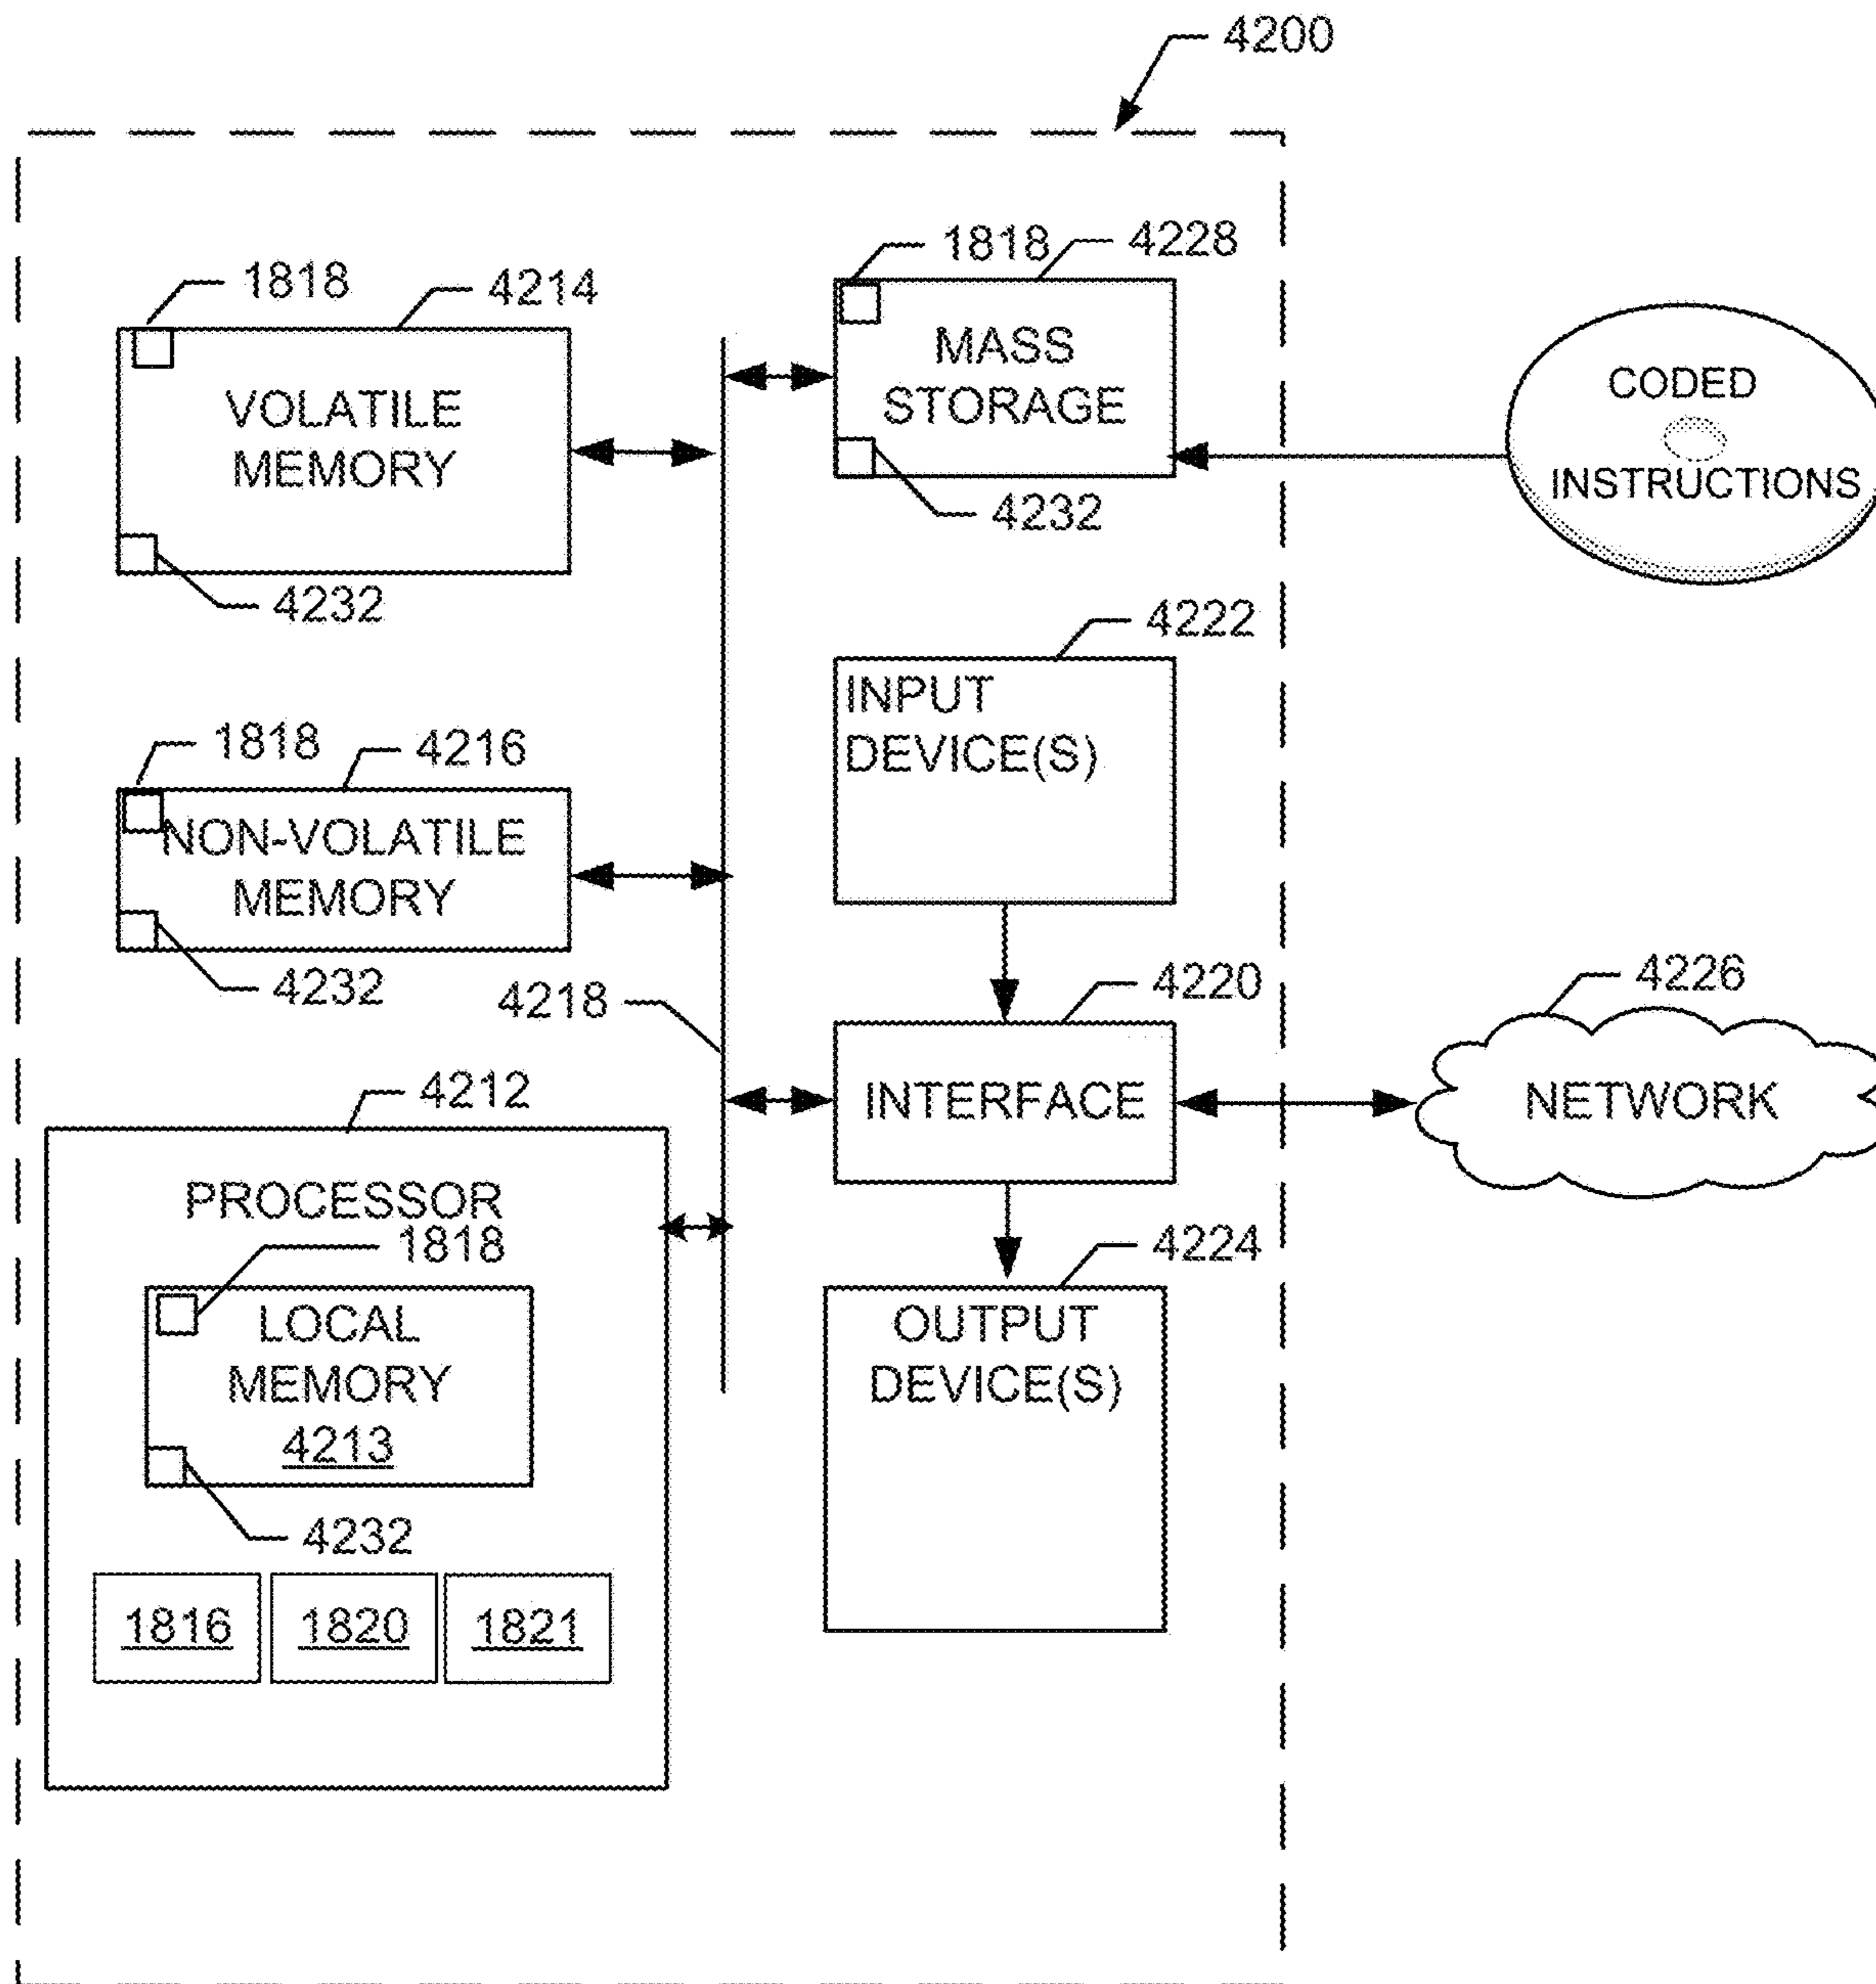 4200
1818
4228
1818
4214
MASS
STORAGE
VOLATILE
MEMORY
CODED
INSTRUCTIONS
4232
4232
4222
INPUT
DEVICE(S)
1818
4216
NON-VOLATILE
MEMORY
4232
4218
4220
4226
INTERFACE
NETWORK
4212
PROCESSOR
1818
4224
LOCAL
MEMORY
4213
OUTPUT
DEVICE(S)
4232
1816
1820
1821